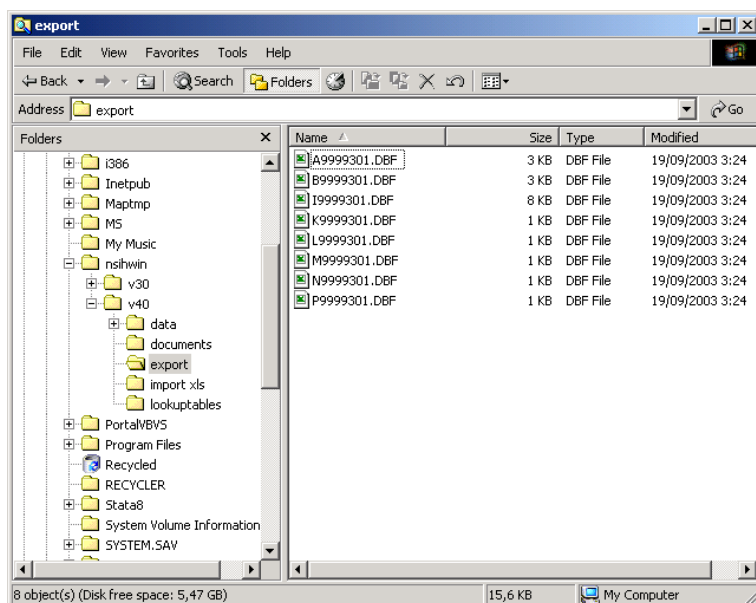 export
File Edit View Favorites Tools Help
Back Search Folders
Address export Go
Folders x
Name Size Type Modified
i386
Inetpub
Maptmp
MS
My Music
nsihwin
v30
v40
data
documents
export
import xls
lookuptables
PortalVBVS
Program Files
Recycled
RECYCLER
Stata8
System Volume Information
SYSTEM.SAV
A9999301.DBF 3 KB DBF File 19/09/2003 3:24
B9999301.DBF 3 KB DBF File 19/09/2003 3:24
I9999301.DBF 8 KB DBF File 19/09/2003 3:24
K9999301.DBF 1 KB DBF File 19/09/2003 3:24
L9999301.DBF 1 KB DBF File 19/09/2003 3:24
M9999301.DBF 1 KB DBF File 19/09/2003 3:24
N9999301.DBF 1 KB DBF File 19/09/2003 3:24
P9999301.DBF 1 KB DBF File 19/09/2003 3:24
8 object(s) (Disk free space: 5,47 GB) 15,6 KB My Computer